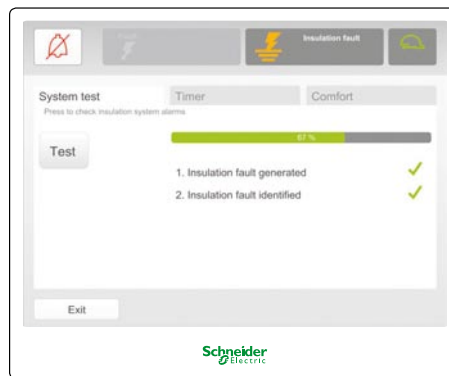 Insulation fault
System test
Timer
Comfort
Press to check insulation system alarms
67 %
Test
1. Insulation fault generated
2. Insulation fault identified
Exit
Schneider
Electric